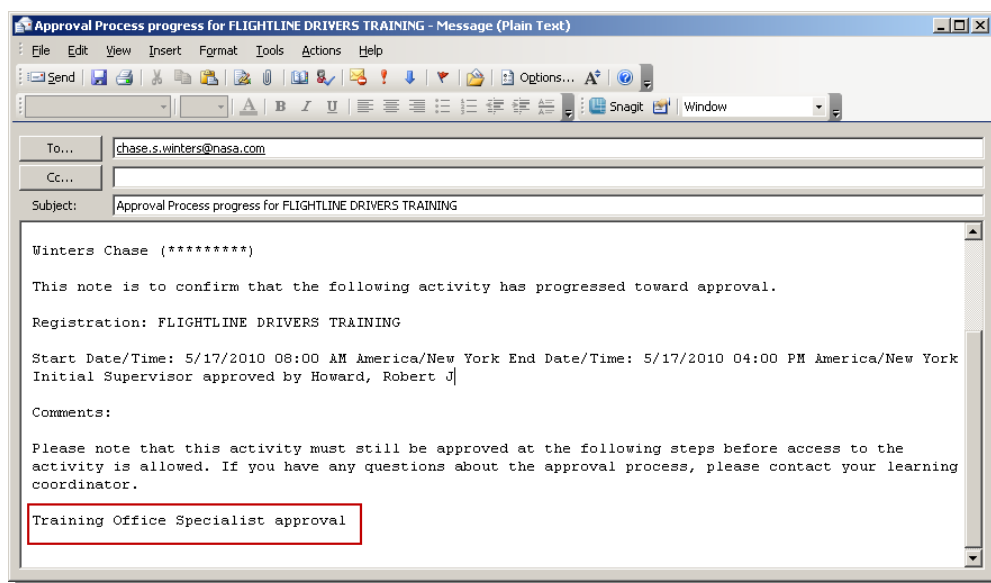 Approval Process progress for FLIGHTLINE DRIVERS TRAINING - Message (Plain Text)
File Edit View Insert Format Tools Actions Help
Send Options...
A B I U Snagit Window
To... chase.s.winters@nasa.com
Cc...
Subject: Approval Process progress for FLIGHTLINE DRIVERS TRAINING
Winters Chase (*********)
This note is to confirm that the following activity has progressed toward approval.
Registration: FLIGHTLINE DRIVERS TRAINING
Start Date/Time: 5/17/2010 08:00 AM America/New York End Date/Time: 5/17/2010 04:00 PM America/New York
Initial Supervisor approved by Howard, Robert J
Comments:
Please note that this activity must still be approved at the following steps before access to the
activity is allowed. If you have any questions about the approval process, please contact your learning
coordinator.
Training Office Specialist approval